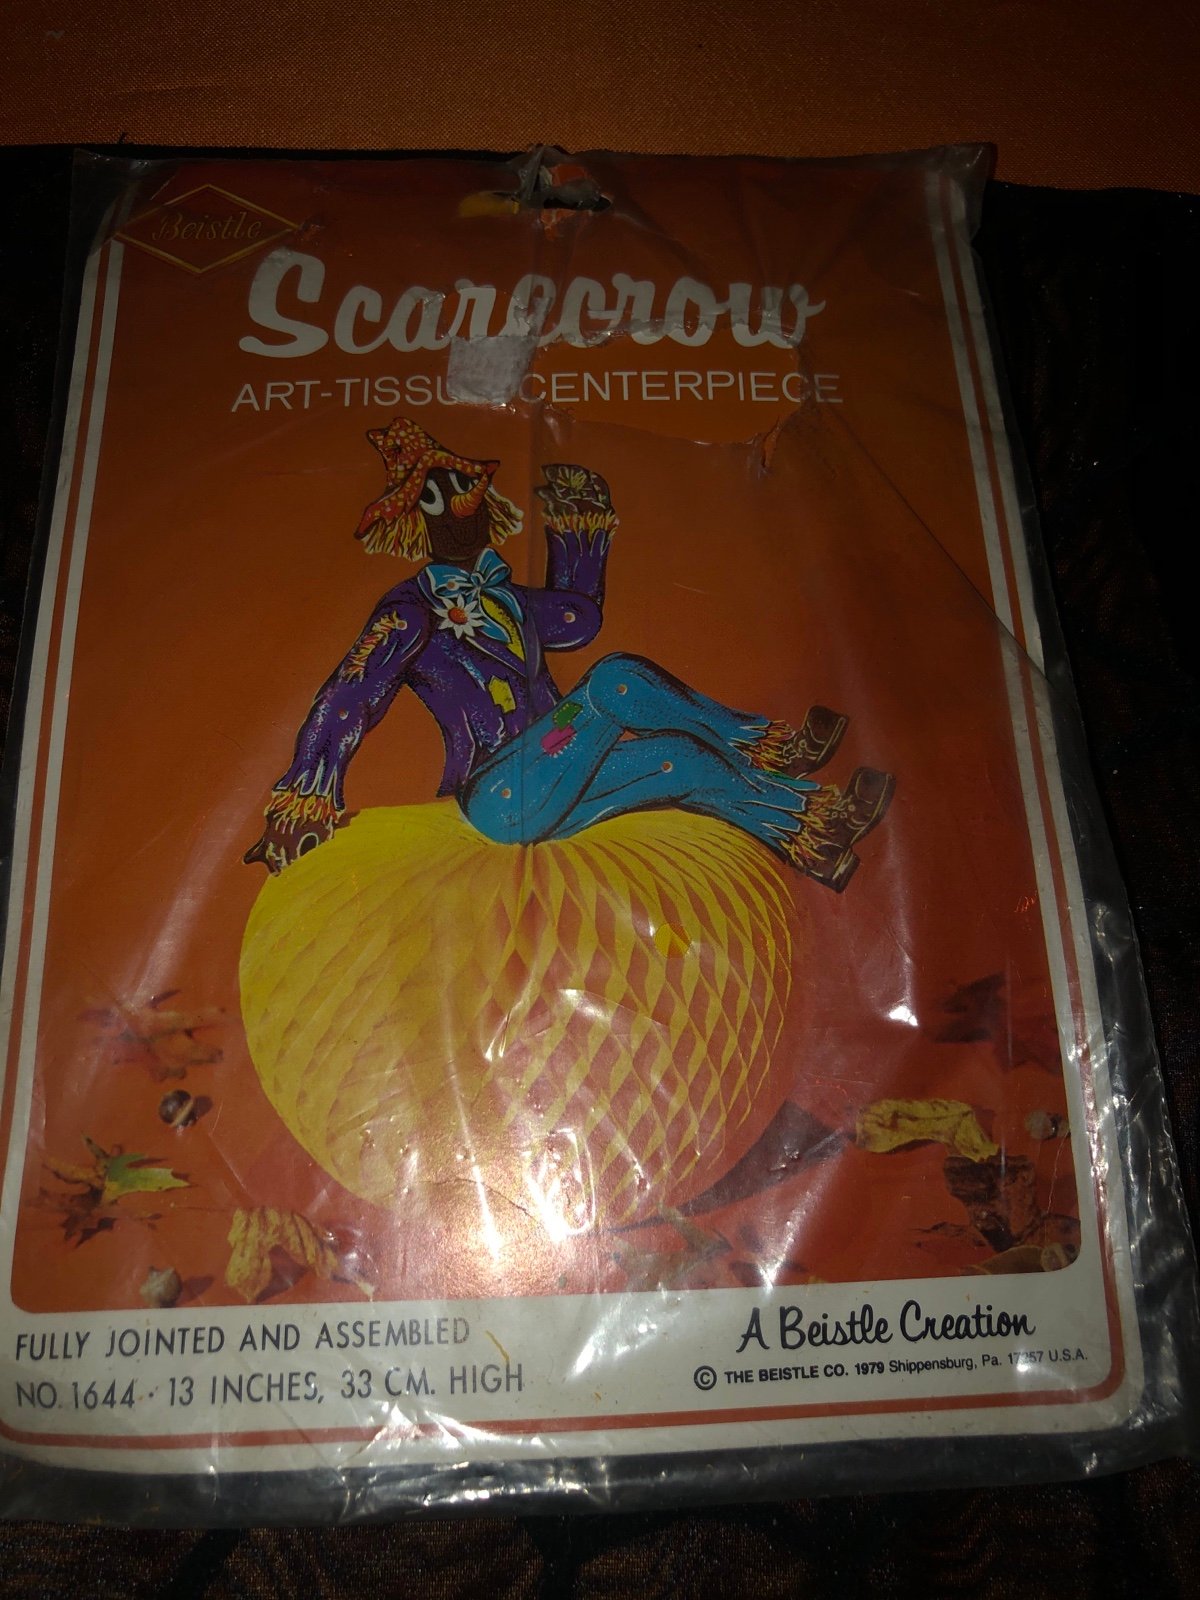 Beistle
Scarecrow
ART-TISSU CENTERPIECE
FULLY JOINTED AND ASSEMBLED
NO. 1644 · 13 INCHES, 33 CM. HIGH
A Beistle Creation
© THE BEISTLE CO. 1979 Shippensburg, Pa. 17257 U.S.A.